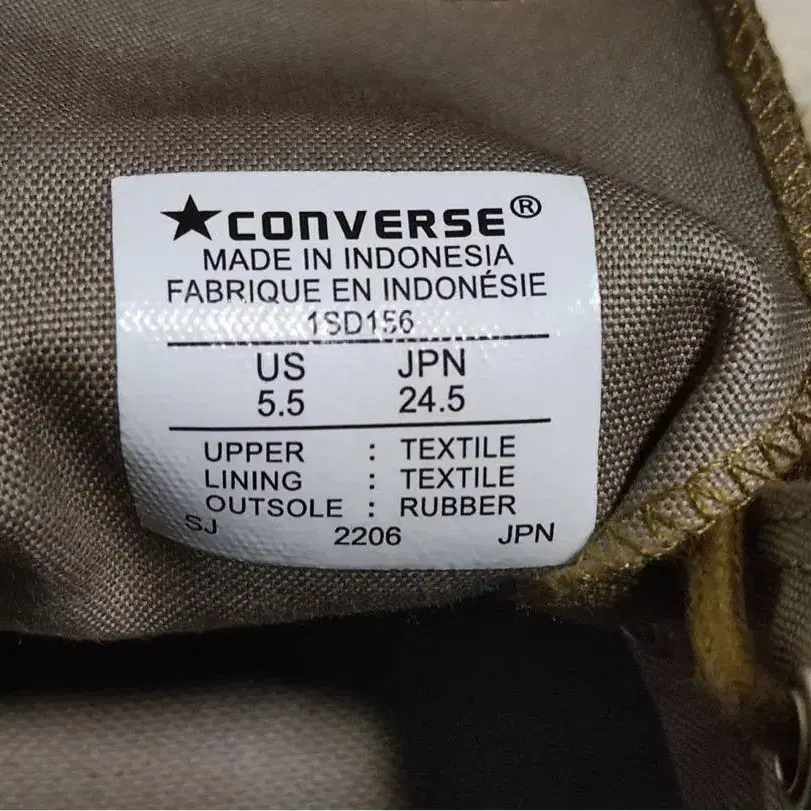 ★CONVERSE®
MADE IN INDONESIA
FABRIQUE EN INDONÉSIE
1SD156
US JPN
5.5 24.5
UPPER : TEXTILE
LINING : TEXTILE
OUTSOLE : RUBBER
SJ 2206 JPN